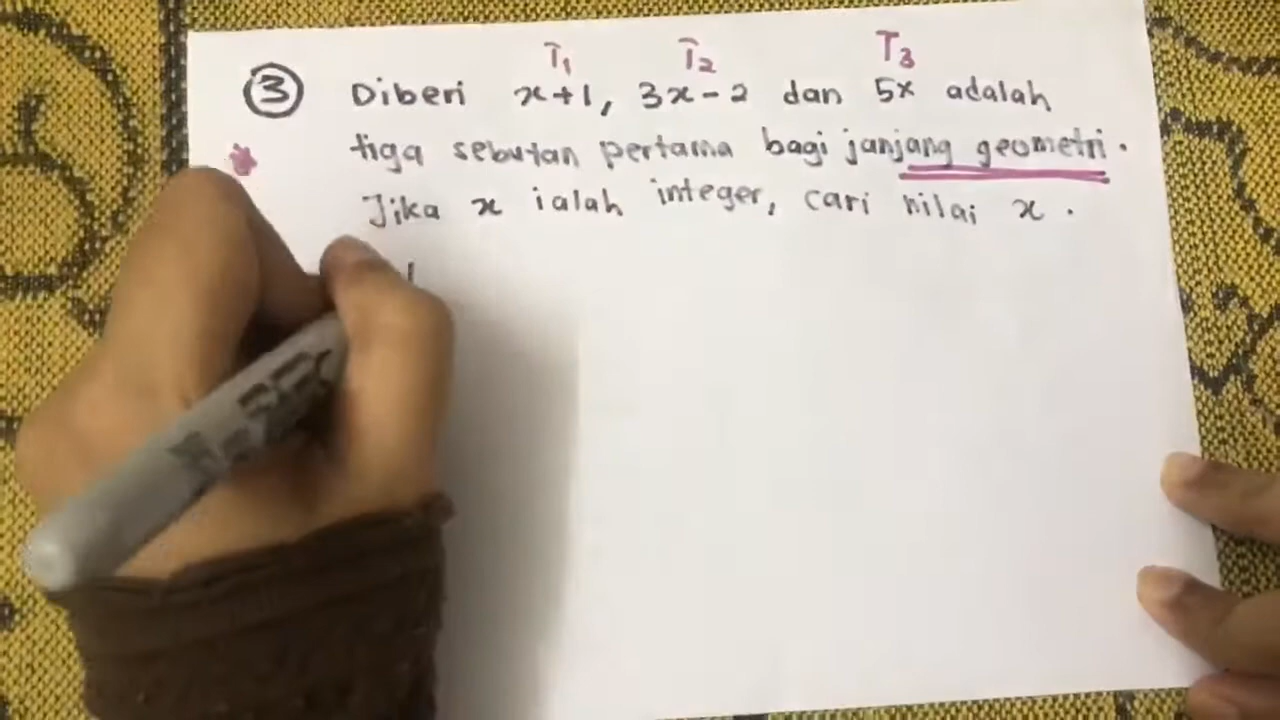 T₁ T₂ T₃
③ Diberi x+1, 3x-2 dan 5x adalah
tiga sebutan pertama bagi janjang geometri.
Jika x ialah integer, cari nilai x.